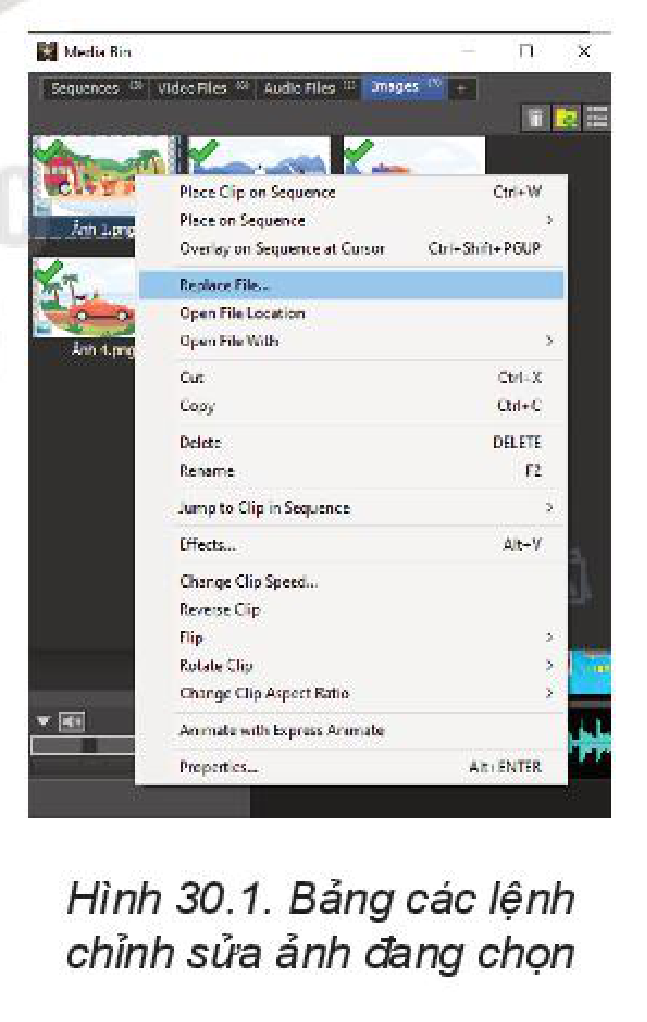 Media Bin
Sequences Video Files Audio Files Images +
Place Clip on Sequence Ctrl+W
Place on Sequence >
Overlay on Sequence at Cursor Ctrl+Shift+PGUP
Ảnh 1.png
Replace File...
Open File Location
Open File With >
Ảnh 4.png
Cut Ctrl+X
Copy Ctrl+C
Delete DELETE
Rename F2
Jump to Clip in Sequence >
Effects... Alt+V
Change Clip Speed...
Reverse Clip
Flip >
Rotate Clip >
Change Clip Aspect Ratio >
Animate with Express Animate
Properties... Alt+ENTER
Hình 30.1. Bảng các lệnh
chỉnh sửa ảnh đang chọn